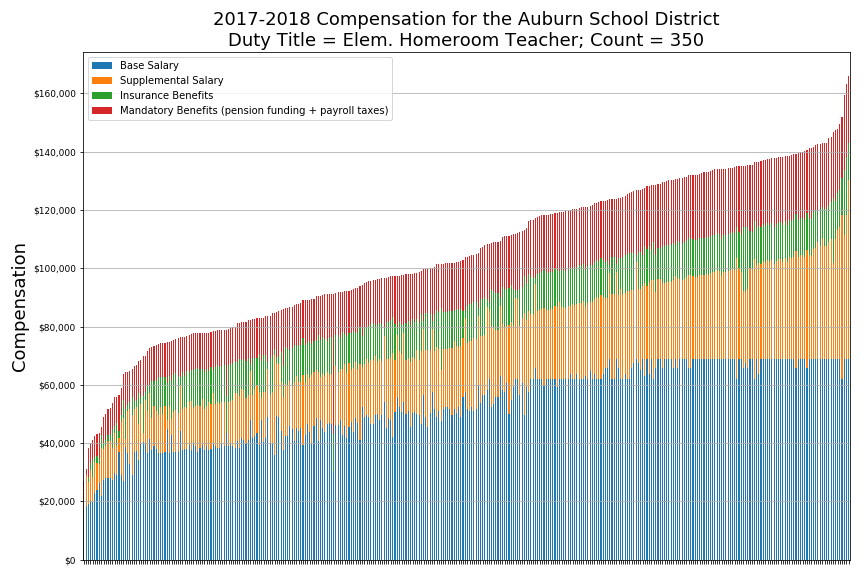 2017-2018 Compensation for the Auburn School District
Duty Title = Elem. Homeroom Teacher; Count = 350
Base Salary
Supplemental Salary
Insurance Benefits
Mandatory Benefits (pension funding + payroll taxes)
$160,000
$140,000
$120,000
$100,000
$80,000
$60,000
$40,000
$20,000
$0
Compensation